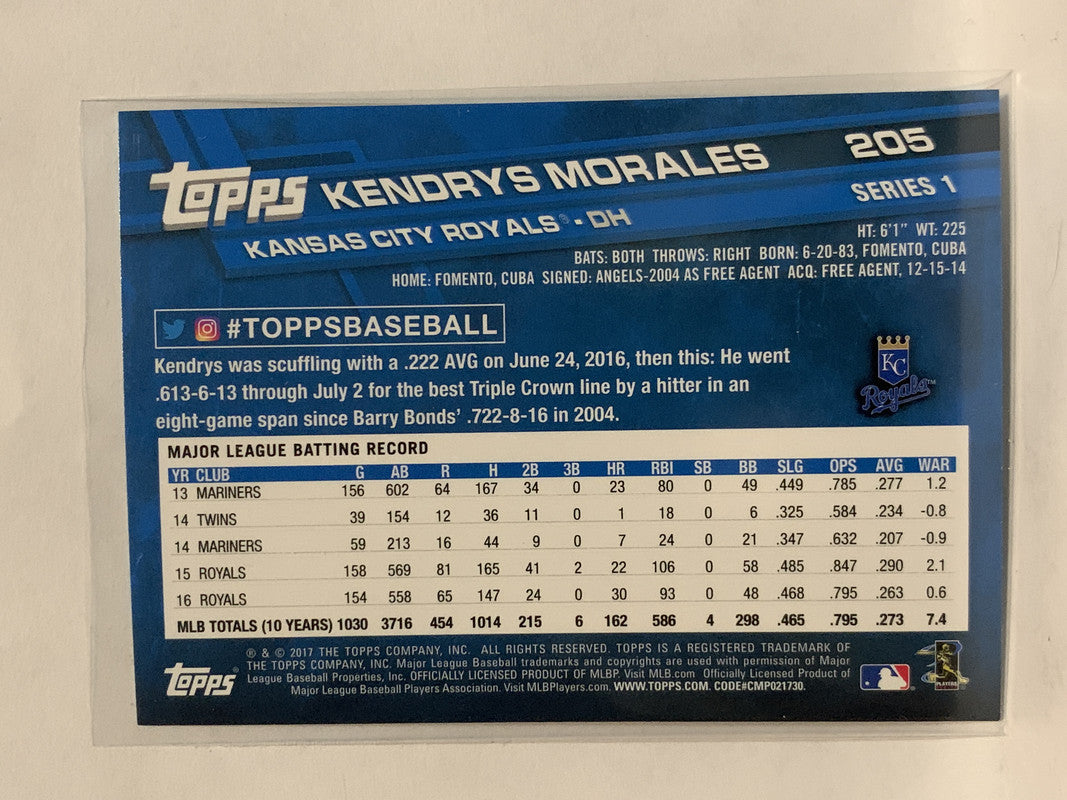 TOPPS KENDRYS MORALES 205
KANSAS CITY ROYALS® - DH SERIES 1
HT: 6'1" WT: 225
BATS: BOTH THROWS: RIGHT BORN: 6-20-83, FOMENTO, CUBA
HOME: FOMENTO, CUBA SIGNED: ANGELS-2004 AS FREE AGENT ACQ: FREE AGENT, 12-15-14
#TOPPSBASEBALL
Kendrys was scuffling with a .222 AVG on June 24, 2016, then this: He went
.613-6-13 through July 2 for the best Triple Crown line by a hitter in an
eight-game span since Barry Bonds' .722-8-16 in 2004.
KC
Royals™
MAJOR LEAGUE BATTING RECORD
YR CLUB G AB R H 2B 3B HR RBI SB BB SLG OPS AVG WAR
13 MARINERS 156 602 64 167 34 0 23 80 0 49 .449 .785 .277 1.2
14 TWINS 39 154 12 36 11 0 1 18 0 6 .325 .584 .234 -0.8
14 MARINERS 59 213 16 44 9 0 7 24 0 21 .347 .632 .207 -0.9
15 ROYALS 158 569 81 165 41 2 22 106 0 58 .485 .847 .290 2.1
16 ROYALS 154 558 65 147 24 0 30 93 0 48 .468 .795 .263 0.6
MLB TOTALS (10 YEARS) 1030 3716 454 1014 215 6 162 586 4 298 .465 .795 .273 7.4
® & © 2017 THE TOPPS COMPANY, INC. ALL RIGHTS RESERVED. TOPPS IS A REGISTERED TRADEMARK OF
THE TOPPS COMPANY, INC. Major League Baseball trademarks and copyrights are used with permission of Major
League Baseball Properties, Inc. OFFICIALLY LICENSED PRODUCT OF MLBP. Visit MLB.com Officially Licensed Product of
Major League Baseball Players Association. Visit MLBPlayers.com. WWW.TOPPS.COM. CODE#CMP021730.
TOPPS®
PLAYERS